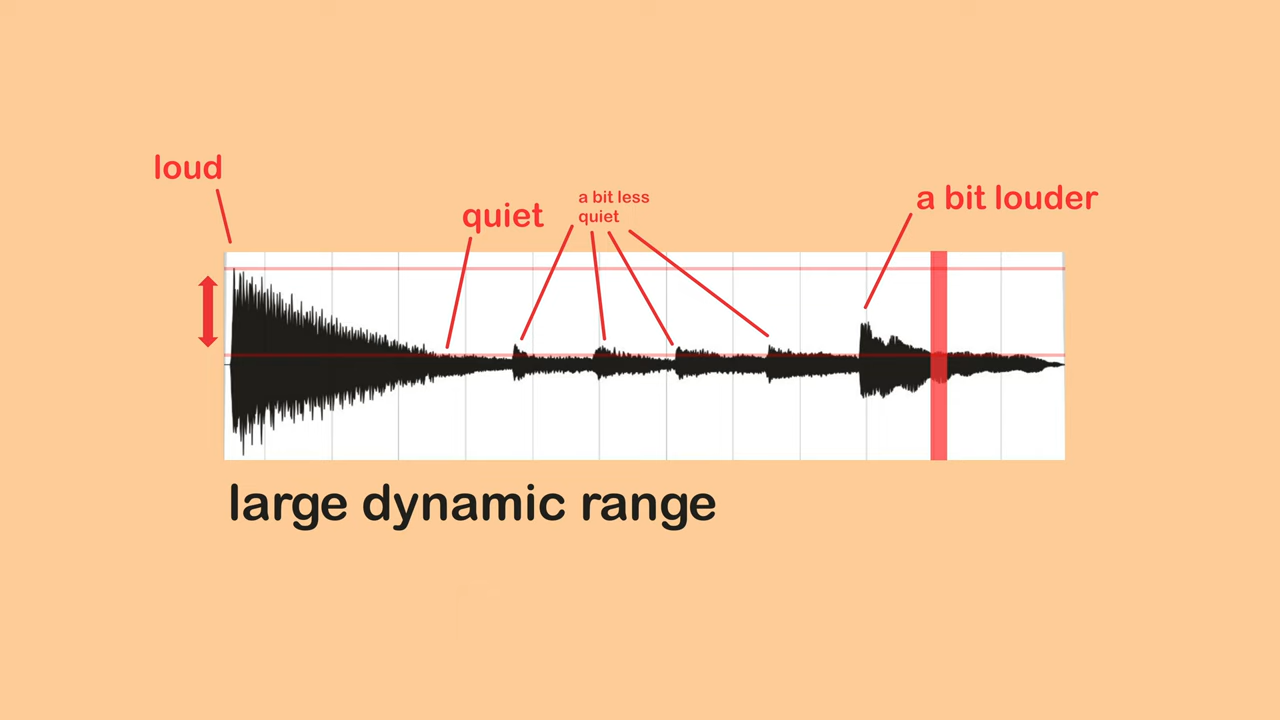 loud
quiet
a bit less
quiet
a bit louder
large dynamic range